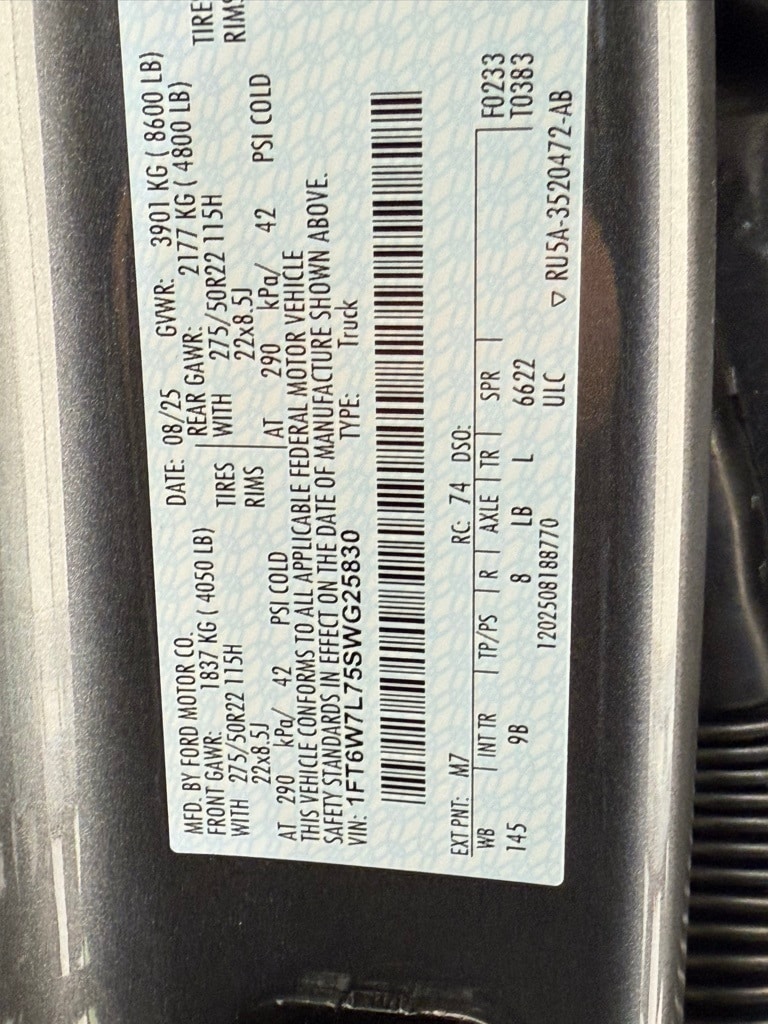 MFD. BY FORD MOTOR CO. DATE: 08/25 GVWR: 3901 KG ( 8600 LB)
FRONT GAWR: 1837 KG ( 4050 LB) REAR GAWR: 2177 KG ( 4800 LB)
WITH 275/50R22 115H TIRES WITH 275/50R22 115H TIRE
22x8.5J RIMS 22x8.5J RIMS
AT 290 kPa/ 42 PSI COLD AT 290 kPa/ 42 PSI COLD
THIS VEHICLE CONFORMS TO ALL APPLICABLE FEDERAL MOTOR VEHICLE
SAFETY STANDARDS IN EFFECT ON THE DATE OF MANUFACTURE SHOWN ABOVE.
VIN: 1FT6W7L75SWG25830 TYPE: Truck
EXT PNT: M7 RC: 74 DSO:
WB INT TR TP/PS R AXLE TR SPR F0233
145 9B 8 LB L 6622 T0383
1202508188770 ULC ▽ RU5A-3520472-AB